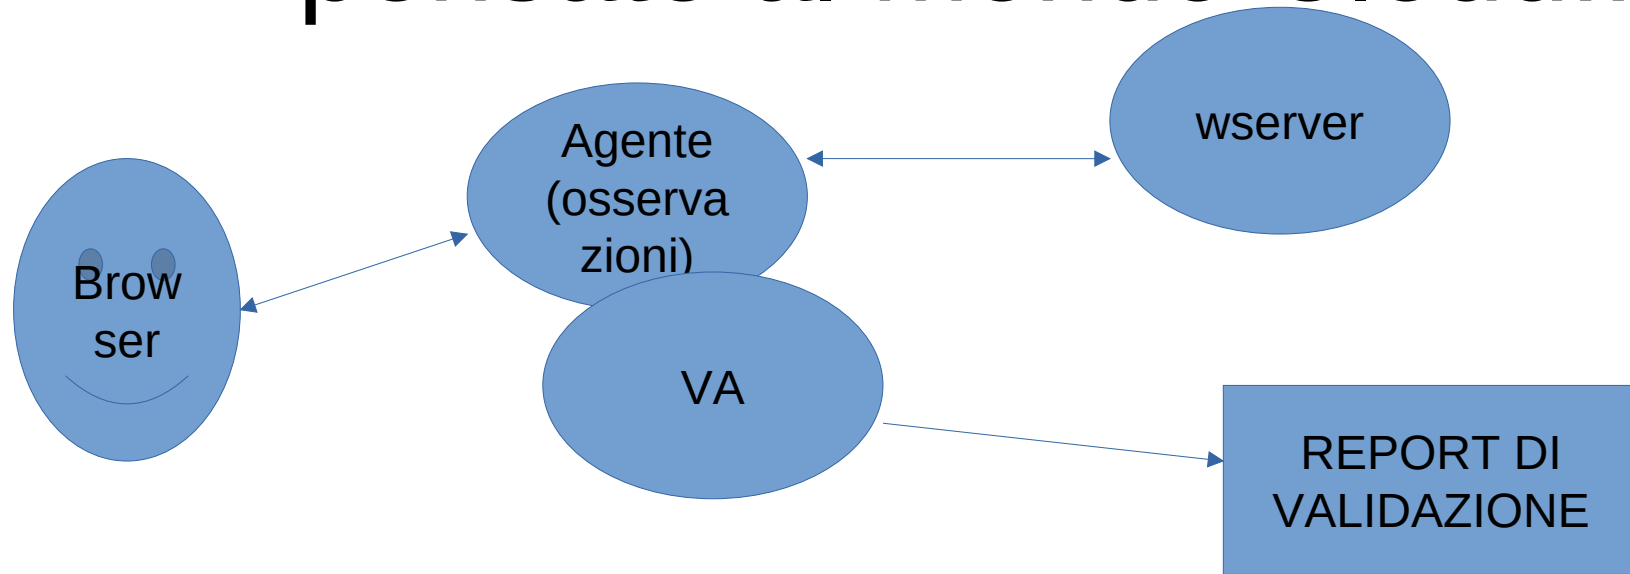 Agente
(osserva
zioni)
wserver
Brow
ser
VA
REPORT DI
VALIDAZIONE